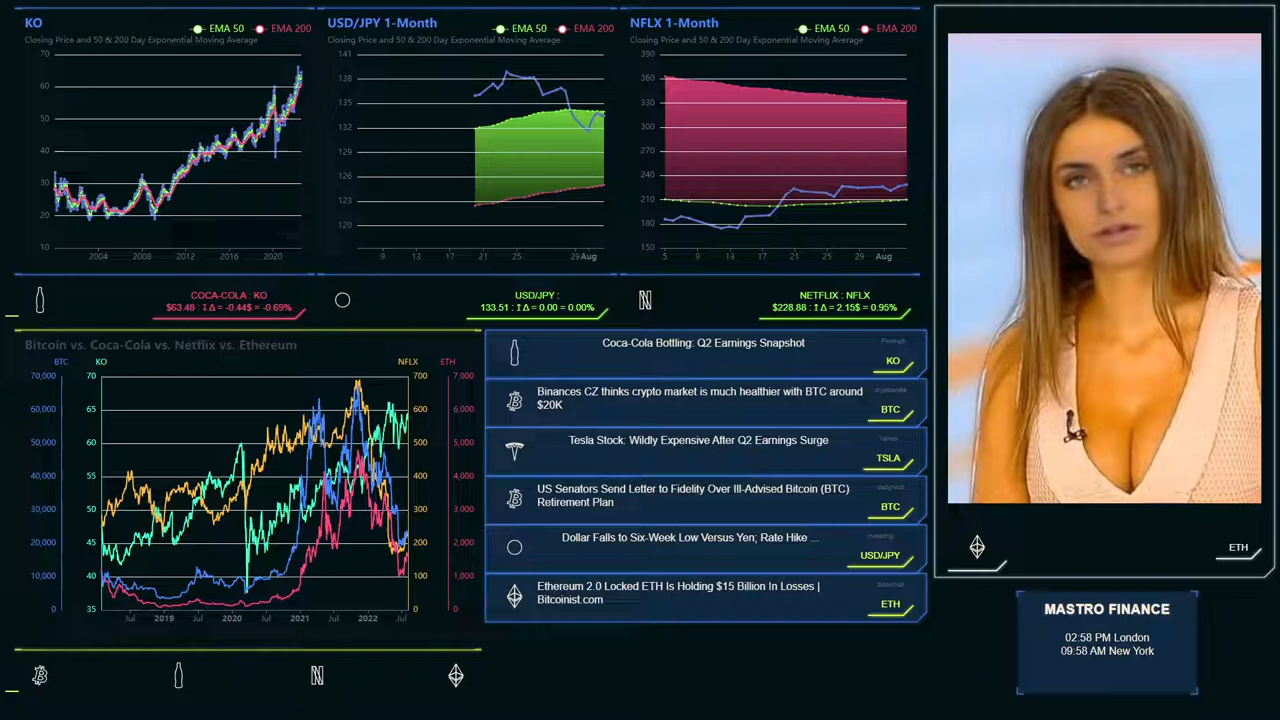 KO
EMA 50
EMA 200
Closing Price and 50 & 200 Day Exponential Moving Average
70
60
50
40
30
20
10
2004
2008
2012
2016
2020
USD/JPY 1-Month
EMA 50
EMA 200
Closing Price and 50 & 200 Day Exponential Moving Average
141
138
135
132
129
126
123
120
9
13
17
21
25
29
Aug
NFLX 1-Month
EMA 50
EMA 200
Closing Price and 50 & 200 Day Exponential Moving Average
390
360
330
300
270
240
210
180
150
5
9
13
17
21
25
29
Aug
COCA-COLA : KO
$63.48 : ↥ Δ = -0.44$ = -0.69%
USD/JPY :
133.51 : ↥ Δ = 0.00 = 0.00%
NETFLIX : NFLX
$228.88 : ↥ Δ = 2.15$ = 0.95%
Bitcoin vs. Coca-Cola vs. Netflix vs. Ethereum
BTC
KO
NFLX
ETH
70,000
60,000
50,000
40,000
30,000
20,000
10,000
0
70
65
60
55
50
45
40
35
700
600
500
400
300
200
100
0
7,000
6,000
5,000
4,000
3,000
2,000
1,000
0
Jul
2019
Jul
2020
Jul
2021
Jul
2022
Jul
Coca-Cola Bottling: Q2 Earnings Snapshot
Finnhub
KO
Binances CZ thinks crypto market is much healthier with BTC around
$20K
BTC
Tesla Stock: Wildly Expensive After Q2 Earnings Surge
Yahoo
TSLA
US Senators Send Letter to Fidelity Over Ill-Advised Bitcoin (BTC)
Retirement Plan
BTC
Dollar Falls to Six-Week Low Versus Yen; Rate Hike ...
Investing
USD/JPY
Ethereum 2.0 Locked ETH Is Holding $15 Billion In Losses |
Bitcoinist.com
ETH
ETH
MASTRO FINANCE
02:58 PM London
09:58 AM New York